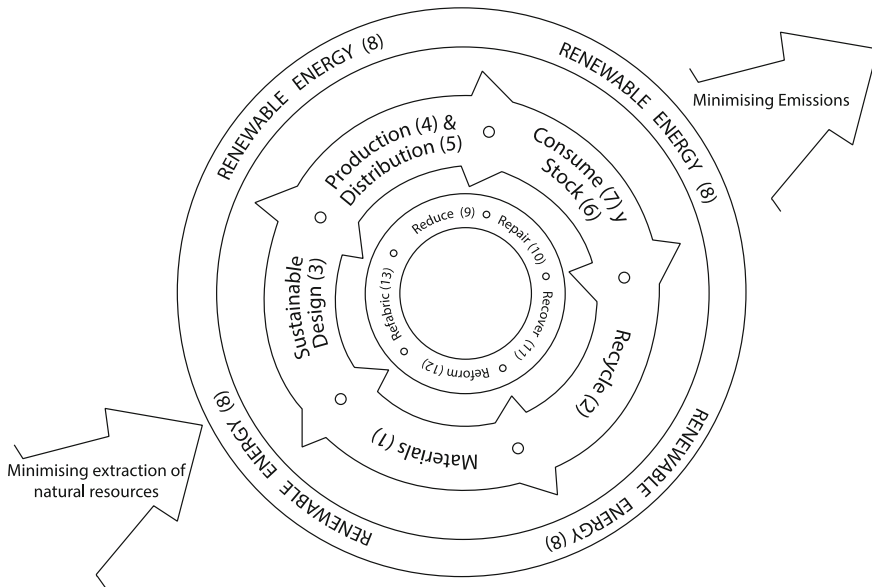 RENEWABLE ENERGY (8)
RENEWABLE ENERGY (8)
Minimising Emissions
Production (4) &
Distribution (5)
Consume (7) y
Stock (6)
Reduce (9)
Repair (10)
Sustainable
Design (3)
Refabric (13)
Recover (11)
Reform (12)
Recycle (2)
Materials (1)
Minimising extraction of
natural resources
RENEWABLE ENERGY (8)
RENEWABLE ENERGY (8)